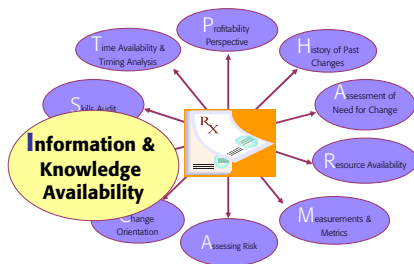 Profitability
Perspective
History of Past
Changes
Assessment of
Need for Change
Resource Availability
Measurements &
Metrics
Assessing Risk
Change
Orientation
Information &
Knowledge
Availability
Skills Audit
Time Availability &
Timing Analysis
Rx